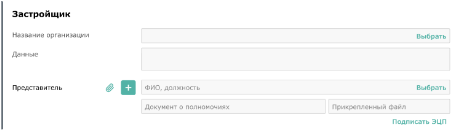 Застройщик
Название организации
Выбрать
Данные
Представитель
ФИО, должность
Выбрать
Документ о полномочиях
Прикрепленный файл
Подписать ЭЦП